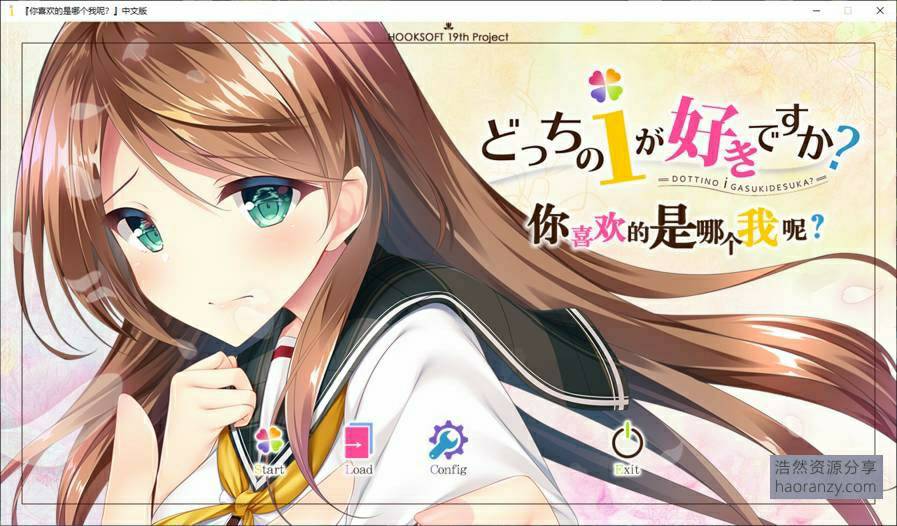 『你喜欢的是哪个我呢？』中文版
HOOKSOFT 19th Project
どっちのiが好きですか?
DOTTINO i GASUKIDESUKA?
你喜欢的是哪个我呢?
Start
Load
Config
Exit
浩然资源分享
haoranzy.com